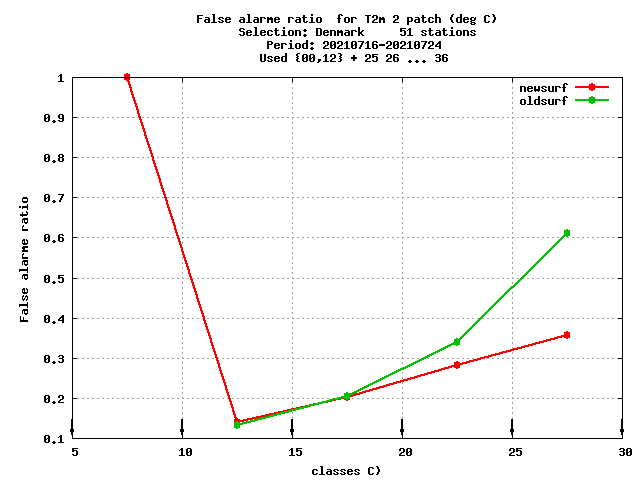 False alarme ratio  for T2m 2 patch (deg C)
Selection: Denmark     51 stations
Period: 20210716-20210724
Used {00,12} + 25 26 ... 36
newsurf
oldsurf
1
0.9
0.8
0.7
0.6
0.5
0.4
0.3
0.2
0.1
False alarme ratio
5 10 15 20 25 30
classes C)